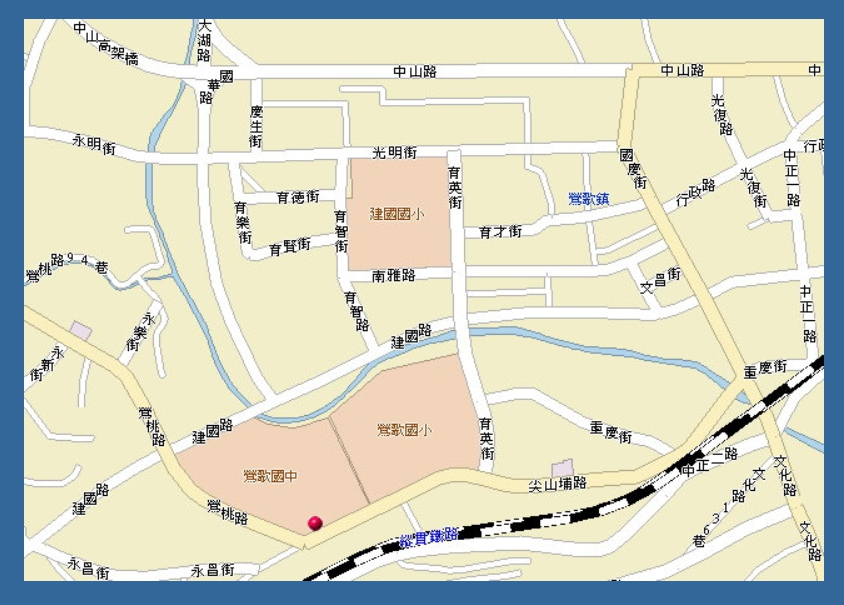 中山高架橋
大湖路
國華路
中山路
中山路
中
慶生街
光復路
永明街
光明街
國慶街
行政路
行政
中正一路
光復街
育英街
育德街
鶯歌鎮
建國國小
育樂街
育智街
育才街
育賢街
鶯桃路94巷
南雅路
文昌街
育智路
中正一路
永樂街
建國路
永新街
重慶街
鶯桃路
建國路
鶯歌國小
育英街
重慶街
鶯歌國中
中正二路
尖山埔路
文化路
文化路631巷
建國路
鶯桃路
縱貫鐵路
文化路
永昌街
永昌街